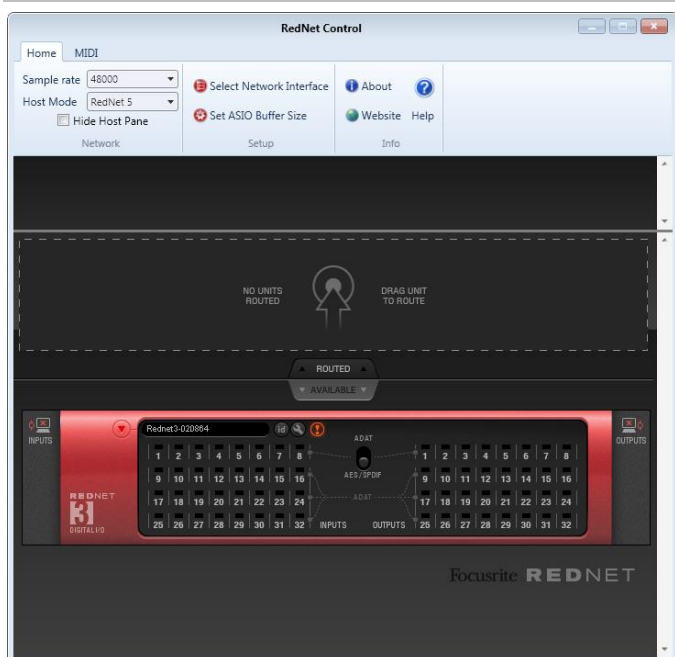 RedNet Control
Home MIDI
Sample rate 48000
Host Mode RedNet 5
Hide Host Pane
Network
Select Network Interface
Set ASIO Buffer Size
Setup
About
Website Help
Info
NO UNITS
ROUTED
DRAG UNIT
TO ROUTE
ROUTED
AVAILABLE
INPUTS
Rednet3-020864 id
OUTPUTS
ADAT
1 2 3 4 5 6 7 8 1 2 3 4 5 6 7 8
AES/SPDIF
9 10 11 12 13 14 15 16 9 10 11 12 13 14 15 16
REDNET
3
DIGITAL I/O
17 18 19 20 21 22 23 24 ADAT 17 18 19 20 21 22 23 24
25 26 27 28 29 30 31 32 INPUTS OUTPUTS 25 26 27 28 29 30 31 32
Focusrite REDNET